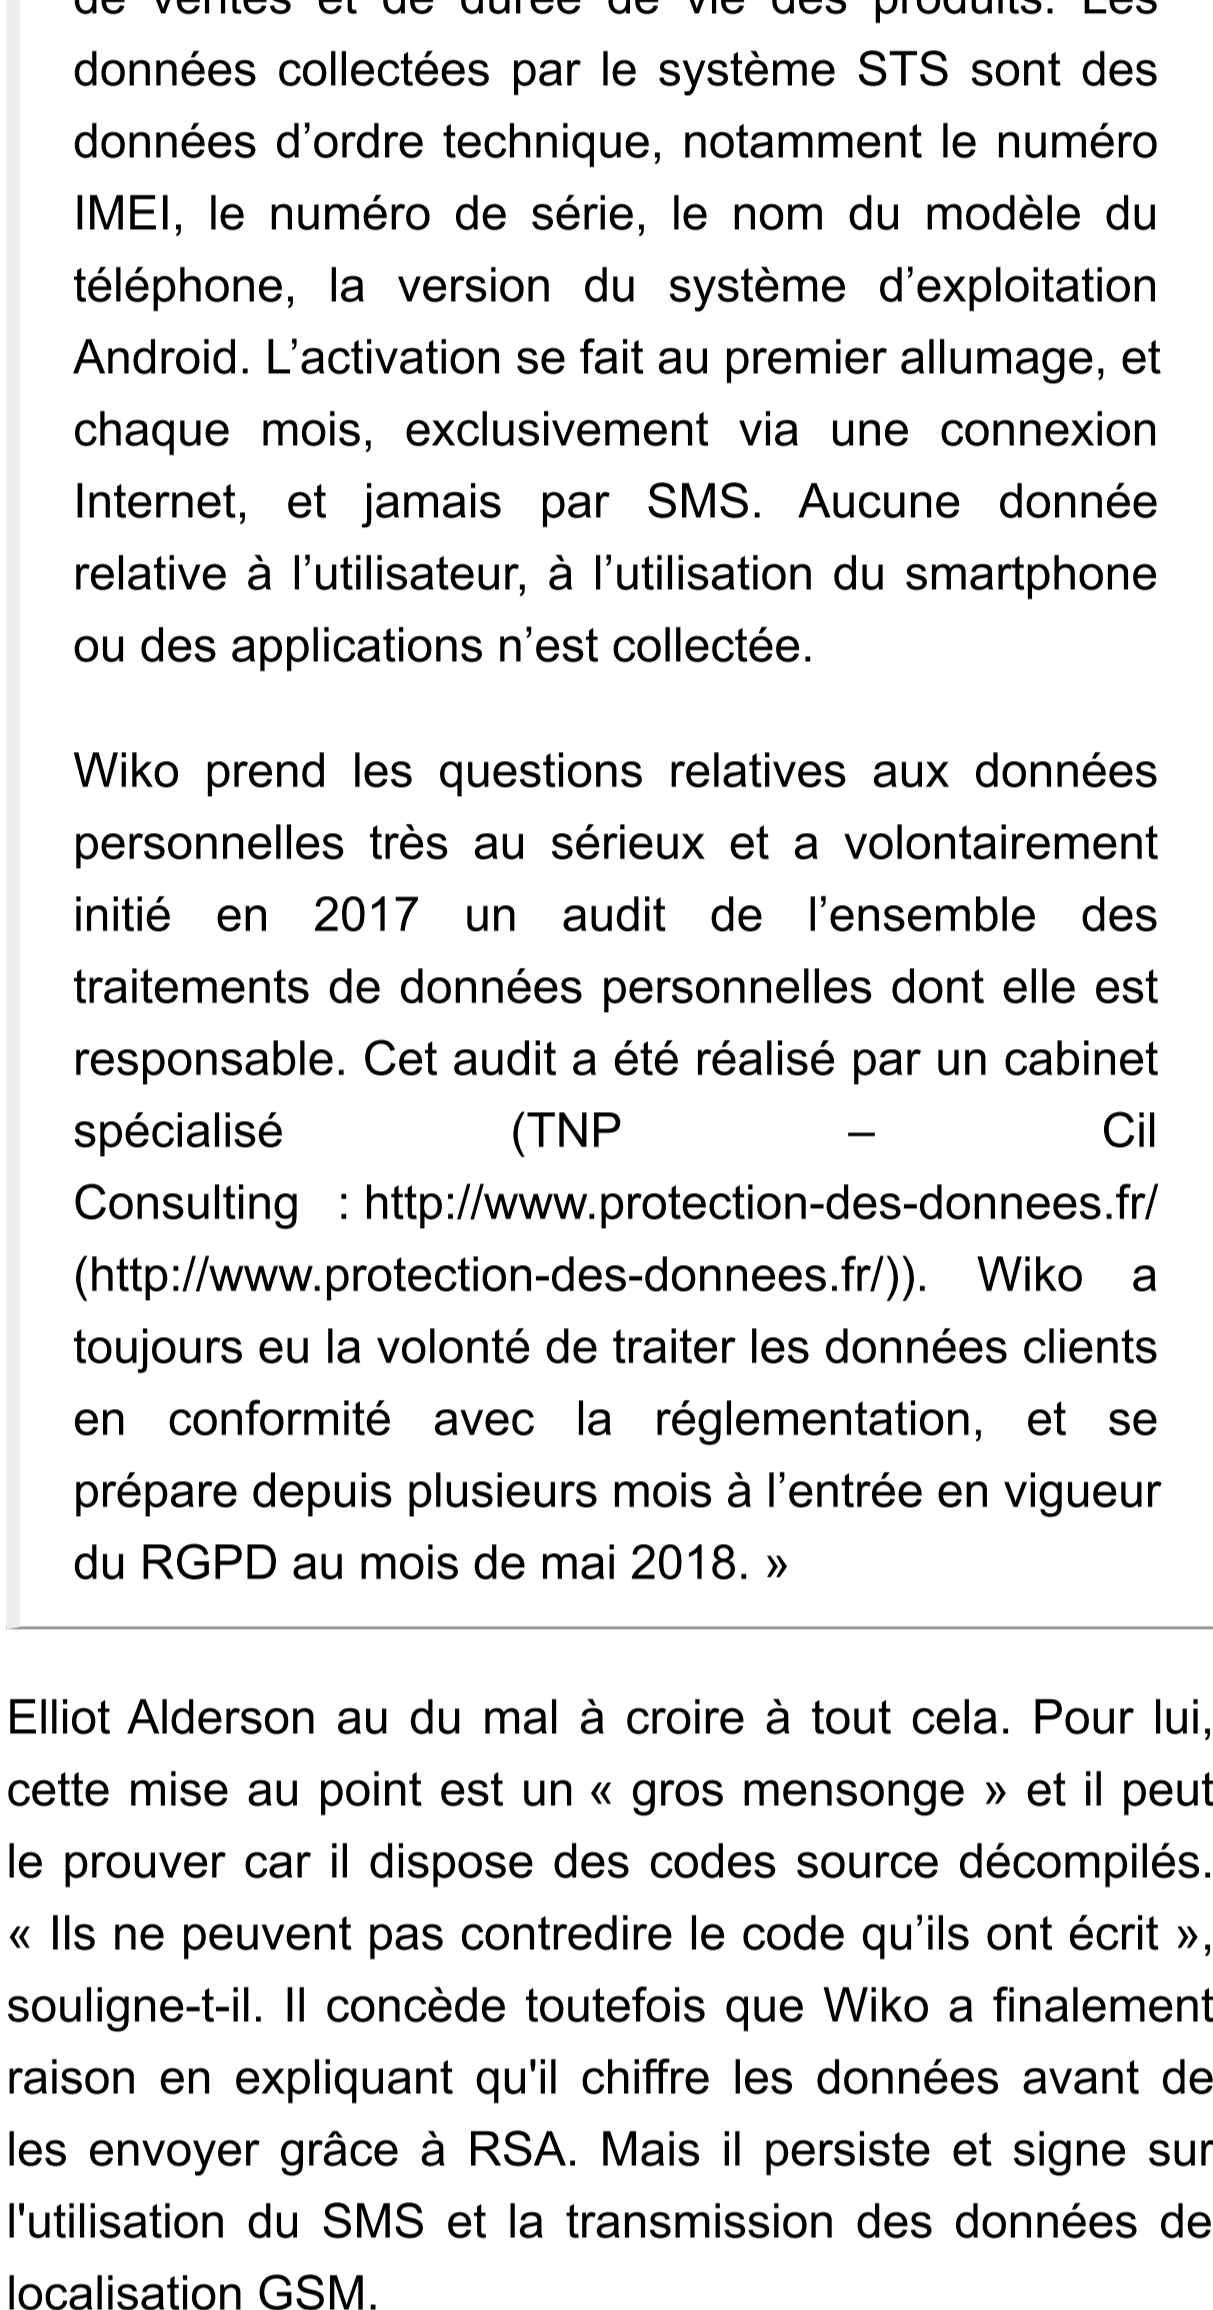 de ventes et de durée de vie des produits. Les
données collectées par le système STS sont des
données d’ordre technique, notamment le numéro
IMEI, le numéro de série, le nom du modèle du
téléphone, la version du système d’exploitation
Android. L’activation se fait au premier allumage, et
chaque mois, exclusivement via une connexion
Internet, et jamais par SMS. Aucune donnée
relative à l’utilisateur, à l’utilisation du smartphone
ou des applications n’est collectée.
Wiko prend les questions relatives aux données
personnelles très au sérieux et a volontairement
initié en 2017 un audit de l’ensemble des
traitements de données personnelles dont elle est
responsable. Cet audit a été réalisé par un cabinet
spécialisé (TNP – Cil
Consulting : http://www.protection-des-donnees.fr/
(http://www.protection-des-donnees.fr/)). Wiko a
toujours eu la volonté de traiter les données clients
en conformité avec la réglementation, et se
prépare depuis plusieurs mois à l’entrée en vigueur
du RGPD au mois de mai 2018. »
Elliot Alderson au du mal à croire à tout cela. Pour lui,
cette mise au point est un « gros mensonge » et il peut
le prouver car il dispose des codes source décompilés.
« Ils ne peuvent pas contredire le code qu’ils ont écrit »,
souligne-t-il. Il concède toutefois que Wiko a finalement
raison en expliquant qu'il chiffre les données avant de
les envoyer grâce à RSA. Mais il persiste et signe sur
l'utilisation du SMS et la transmission des données de
localisation GSM.